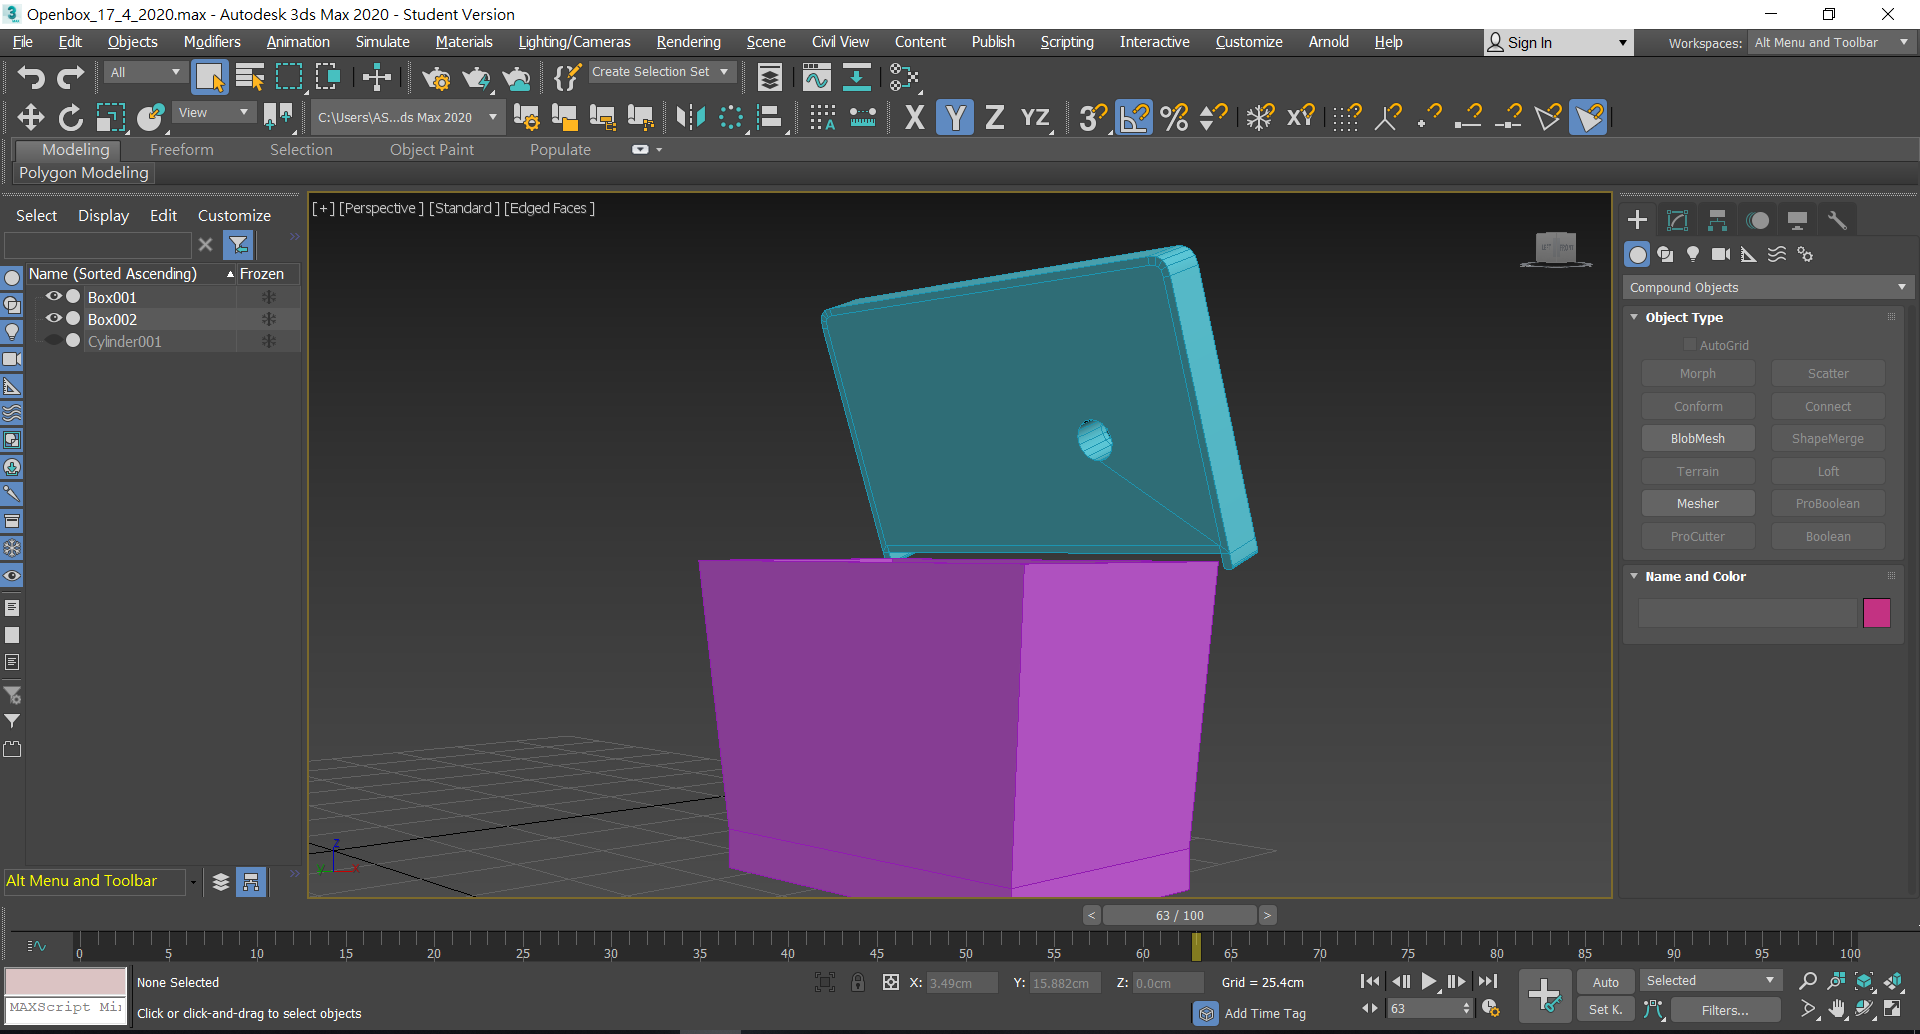 Openbox_17_4_2020.max - Autodesk 3ds Max 2020 - Student Version
File Edit Objects Modifiers Animation Simulate Materials Lighting/Cameras Rendering Scene Civil View Content Publish Scripting Interactive Customize Arnold Help Sign In Workspaces: Alt Menu and Toolbar
All Create Selection Set
View C:\Users\AS...ds Max 2020 X Y Z YZ 3 % XY
Modeling Freeform Selection Object Paint Populate
Polygon Modeling
Select Display Edit Customize
[+] [Perspective ] [Standard ] [Edged Faces ]
Name (Sorted Ascending) Frozen
Box001
Box002
Cylinder001
Compound Objects
Object Type
AutoGrid
Morph Scatter
Conform Connect
BlobMesh ShapeMerge
Terrain Loft
Mesher ProBoolean
ProCutter Boolean
Name and Color
z
y x
Alt Menu and Toolbar
< 63 / 100 >
0 5 10 15 20 25 30 35 40 45 50 55 60 65 70 75 80 85 90 95 100
None Selected X: 3.49cm Y: 15.882cm Z: 0.0cm Grid = 25.4cm Auto Selected
MAXScript Mi Click or click-and-drag to select objects Add Time Tag 63 Set K. Filters...